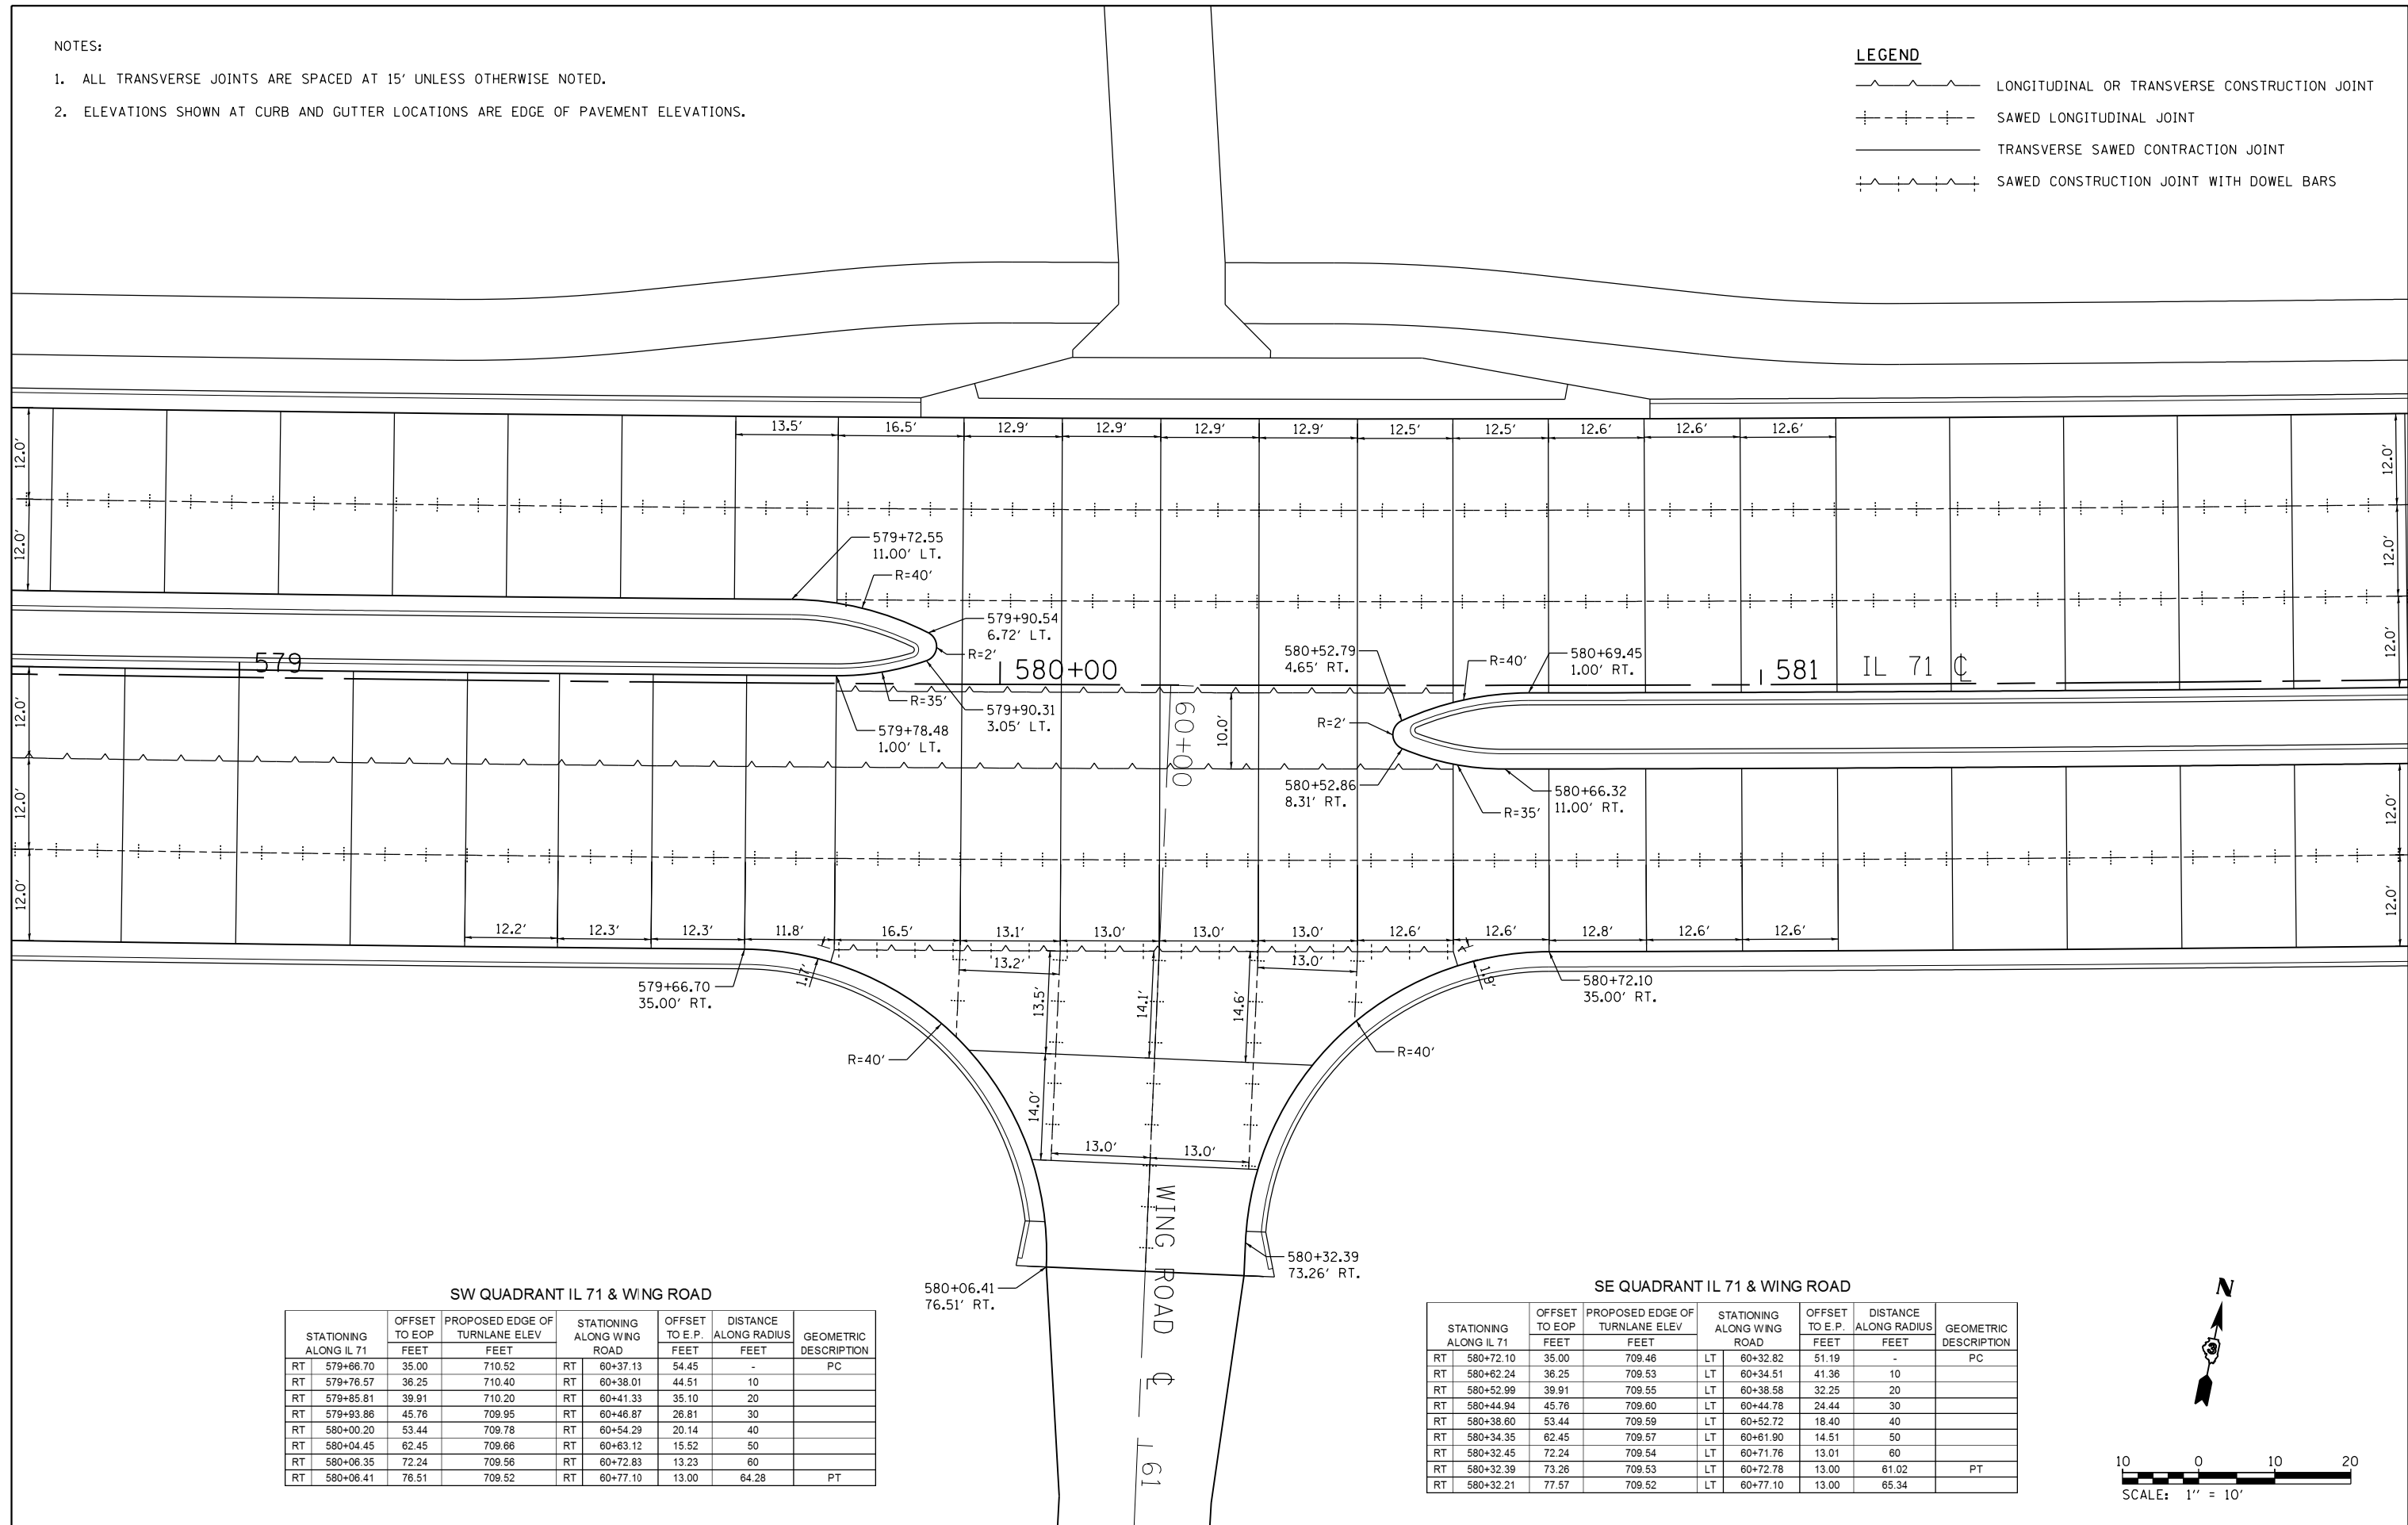 NOTES:
1. ALL TRANSVERSE JOINTS ARE SPACED AT 15' UNLESS OTHERWISE NOTED.
2. ELEVATIONS SHOWN AT CURB AND GUTTER LOCATIONS ARE EDGE OF PAVEMENT ELEVATIONS.
LEGEND
LONGITUDINAL OR TRANSVERSE CONSTRUCTION JOINT
SAWED LONGITUDINAL JOINT
TRANSVERSE SAWED CONTRACTION JOINT
SAWED CONSTRUCTION JOINT WITH DOWEL BARS
13.5' 16.5' 12.9' 12.9' 12.9' 12.9' 12.5' 12.5' 12.6' 12.6' 12.6'
12.0'
12.0'
12.0'
12.0'
12.0'
579+72.55
11.00' LT.
R=40'
579+90.54
6.72' LT.
R=2'
579
580+00
581
IL 71 ℄
580+52.79
4.65' RT.
R=40'
580+69.45
1.00' RT.
R=35'
579+90.31
3.05' LT.
579+78.48
1.00' LT.
60+00
10.0'
R=2'
580+52.86
8.31' RT.
R=35'
580+66.32
11.00' RT.
12.0'
12.0'
12.0'
12.0'
12.0'
12.2' 12.3' 12.3' 11.8' 16.5' 13.1' 13.0' 13.0' 13.0' 12.6' 12.6' 12.8' 12.6' 12.6'
579+66.70
35.00' RT.
1.7'
13.2'
13.0'
1.9'
580+72.10
35.00' RT.
13.5'
14.1'
14.6'
R=40'
R=40'
14.0'
13.0' 13.0'
WING ROAD ℄
61
580+06.41
76.51' RT.
580+32.39
73.26' RT.
SW QUADRANT IL 71 & WING ROAD
STATIONING ALONG IL 71 | OFFSET TO EOP FEET | PROPOSED EDGE OF TURNLANE ELEV FEET | STATIONING ALONG WING ROAD | OFFSET TO E.P. FEET | DISTANCE ALONG RADIUS FEET | GEOMETRIC DESCRIPTION
RT 579+66.70 35.00 710.52 RT 60+37.13 54.45 - PC
RT 579+76.57 36.25 710.40 RT 60+38.01 44.51 10
RT 579+85.81 39.91 710.20 RT 60+41.33 35.10 20
RT 579+93.86 45.76 709.95 RT 60+46.87 26.81 30
RT 580+00.20 53.44 709.78 RT 60+54.29 20.14 40
RT 580+04.45 62.45 709.66 RT 60+63.12 15.52 50
RT 580+06.35 72.24 709.56 RT 60+72.83 13.23 60
RT 580+06.41 76.51 709.52 RT 60+77.10 13.00 64.28 PT
SE QUADRANT IL 71 & WING ROAD
STATIONING ALONG IL 71 | OFFSET TO EOP FEET | PROPOSED EDGE OF TURNLANE ELEV FEET | STATIONING ALONG WING ROAD | OFFSET TO E.P. FEET | DISTANCE ALONG RADIUS FEET | GEOMETRIC DESCRIPTION
RT 580+72.10 35.00 709.46 LT 60+32.82 51.19 - PC
RT 580+62.24 36.25 709.53 LT 60+34.51 41.36 10
RT 580+52.99 39.91 709.55 LT 60+38.58 32.25 20
RT 580+44.94 45.76 709.60 LT 60+44.78 24.44 30
RT 580+38.60 53.44 709.59 LT 60+52.72 18.40 40
RT 580+34.35 62.45 709.57 LT 60+61.90 14.51 50
RT 580+32.45 72.24 709.54 LT 60+71.76 13.01 60
RT 580+32.39 73.26 709.53 LT 60+72.78 13.00 61.02 PT
RT 580+32.21 77.57 709.52 LT 60+77.10 13.00 65.34
N
3
10 0 10 20
SCALE: 1" = 10'